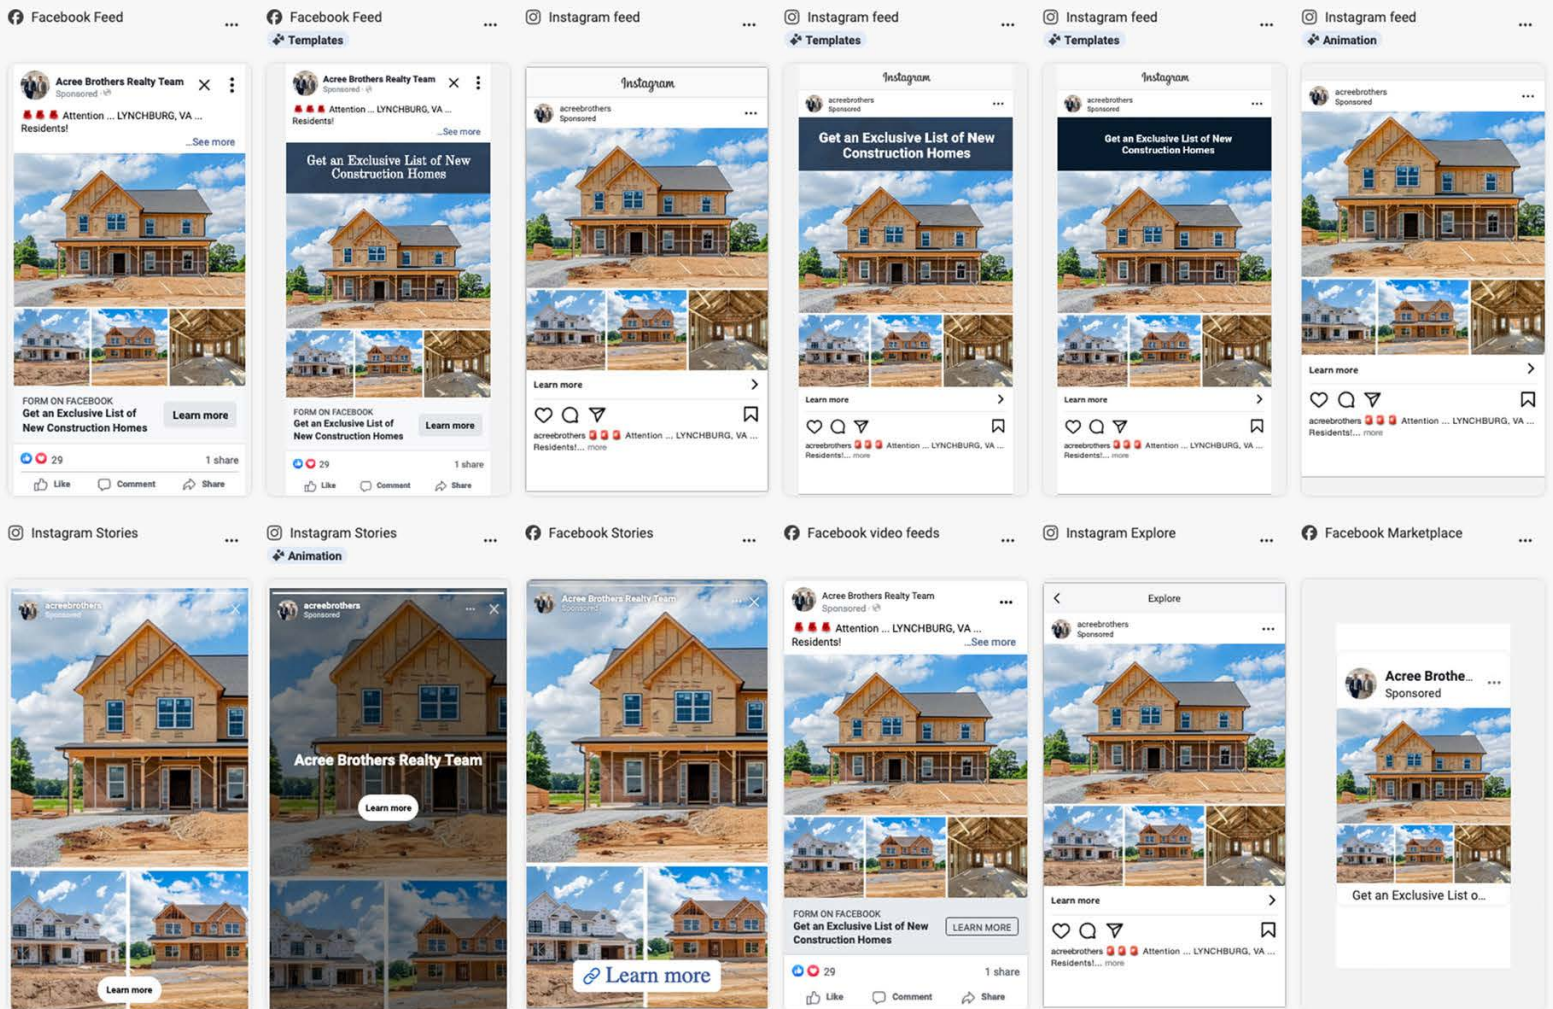 Facebook Feed
...
Acree Brothers Realty Team
Sponsored ·
Attention ... LYNCHBURG, VA ...
Residents!
...See more
FORM ON FACEBOOK
Get an Exclusive List of
New Construction Homes
Learn more
29
1 share
Like
Comment
Share
Facebook Feed
...
Templates
Acree Brothers Realty Team
Sponsored ·
Attention ... LYNCHBURG, VA ...
Residents!
...See more
Get an Exclusive List of New
Construction Homes
FORM ON FACEBOOK
Get an Exclusive List of
New Construction Homes
Learn more
29
1 share
Like
Comment
Share
Instagram feed
...
Instagram
acreebrothers
Sponsored
...
Learn more
acreebrothers Attention ... LYNCHBURG, VA ...
Residents!... more
Instagram feed
...
Templates
Instagram
acreebrothers
Sponsored
...
Get an Exclusive List of New
Construction Homes
Learn more
acreebrothers Attention ... LYNCHBURG, VA ...
Residents!... more
Instagram feed
...
Templates
Instagram
acreebrothers
Sponsored
...
Get an Exclusive List of New
Construction Homes
Learn more
acreebrothers Attention ... LYNCHBURG, VA ...
Residents!... more
Instagram feed
...
Animation
acreebrothers
Sponsored
...
Learn more
acreebrothers Attention ... LYNCHBURG, VA ...
Residents!... more
Instagram Stories
...
acreebrothers
Sponsored
Learn more
Instagram Stories
...
Animation
acreebrothers
Sponsored
...
Acree Brothers Realty Team
Learn more
Facebook Stories
...
Acree Brothers Realty Team
Sponsored
...
Learn more
Facebook video feeds
...
Acree Brothers Realty Team
Sponsored ·
...
Attention ... LYNCHBURG, VA ...
Residents!
...See more
FORM ON FACEBOOK
Get an Exclusive List of New
Construction Homes
LEARN MORE
29
1 share
Like
Comment
Share
Instagram Explore
...
Explore
acreebrothers
Sponsored
...
Learn more
acreebrothers Attention ... LYNCHBURG, VA ...
Residents!... more
Facebook Marketplace
...
Acree Brothe...
Sponsored
...
Get an Exclusive List o...